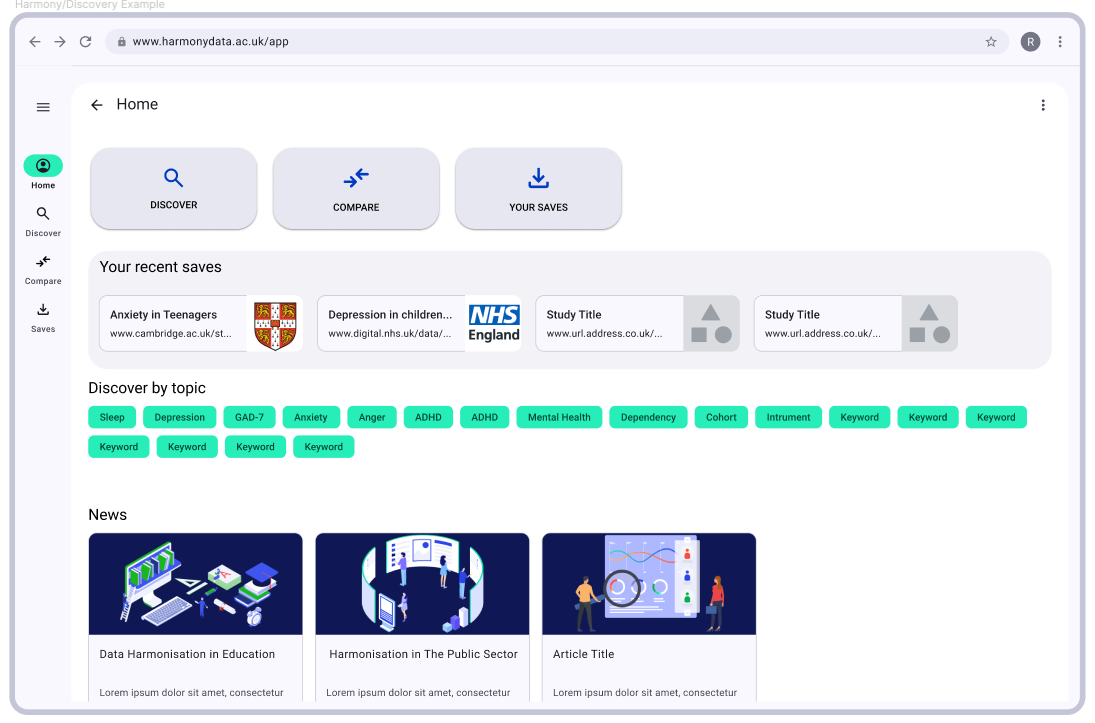 Harmony/Discovery Example
www.harmonydata.ac.uk/app
R
Home
Home
Discover
Compare
Saves
DISCOVER
COMPARE
YOUR SAVES
Your recent saves
Anxiety in Teenagers
www.cambridge.ac.uk/st...
Depression in children...
www.digital.nhs.uk/data/...
NHS
England
Study Title
www.url.address.co.uk/...
Study Title
www.url.address.co.uk/...
Discover by topic
Sleep Depression GAD-7 Anxiety Anger ADHD ADHD Mental Health Dependency Cohort Intrument Keyword Keyword Keyword
Keyword Keyword Keyword Keyword
News
Data Harmonisation in Education
Lorem ipsum dolor sit amet, consectetur
Harmonisation in The Public Sector
Lorem ipsum dolor sit amet, consectetur
Article Title
Lorem ipsum dolor sit amet, consectetur